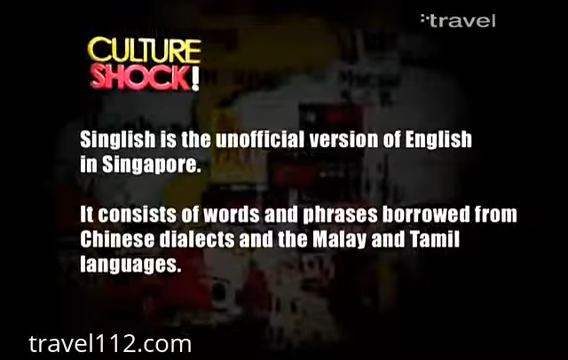 :travel
CULTURE
SHOCK!
Singlish is the unofficial version of English
in Singapore.
It consists of words and phrases borrowed from
Chinese dialects and the Malay and Tamil
languages.
travel112.com